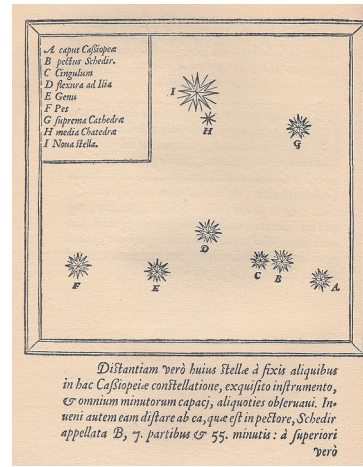 A caput Caſsiopeæ
B pectus Schedir.
C Cingulum
D flexura ad Ilia
E Genu
F Pes
G ſuprema Cathedræ
H media Chatedræ
I Noua ſtella.
I
H
G
D
C
B
A
E
F
Diſtantiam verò huius ſtellæ à fixis aliquibus
in hac Caſsiopeiæ conſtellatione, exquiſito inſtrumento,
& omnium minutorum capacj, aliquoties obſeruaui. In-
ueni autem eam diſtare ab ea, quæ eſt in pectore, Schedir
appellata B, 7. partibus & 55. minutis : à ſuperiori
verò